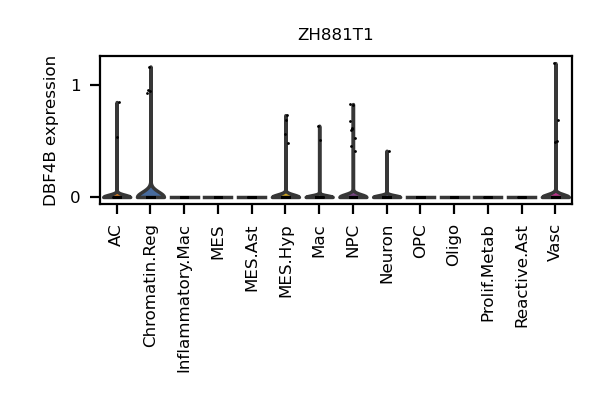 ZH881T1
DBF4B expression
1
0
AC
Chromatin.Reg
Inflammatory.Mac
MES
MES.Ast
MES.Hyp
Mac
NPC
Neuron
OPC
Oligo
Prolif.Metab
Reactive.Ast
Vasc